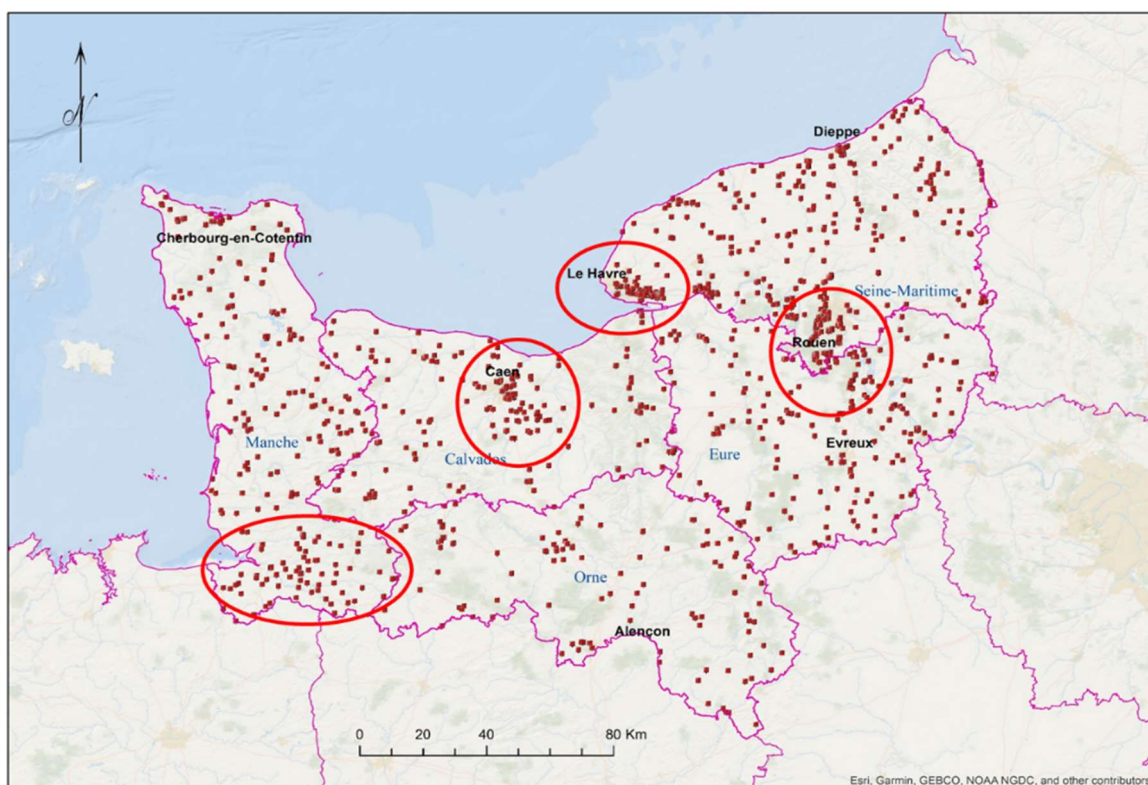 N
Dieppe
Cherbourg-en-Cotentin
Le Havre
Seine-Maritime
Rouen
Caen
Manche
Calvados
Eure
Evreux
Orne
Alençon
0 20 40 80 Km
Esri, Garmin, GEBCO, NOAA NGDC, and other contributors